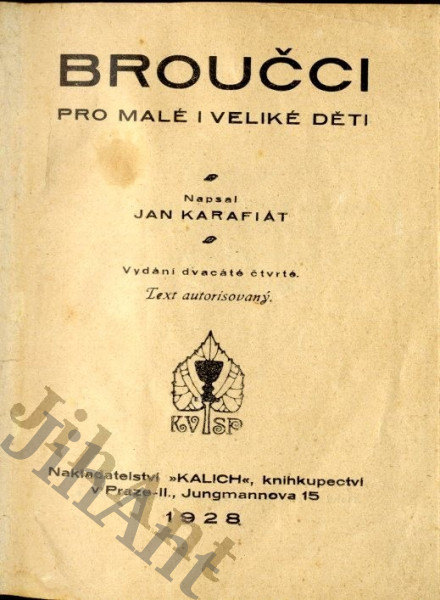 BROUČCI
PRO MALÉ I VELIKÉ DĚTI
Napsal
JAN KARAFIÁT
Vydání dvacáté čtvrté.
Text autorisovaný.
KV SP
Nakladatelství »KALICH«, knihkupectví
v Praze-II., Jungmannova 15
1928
JihAnt